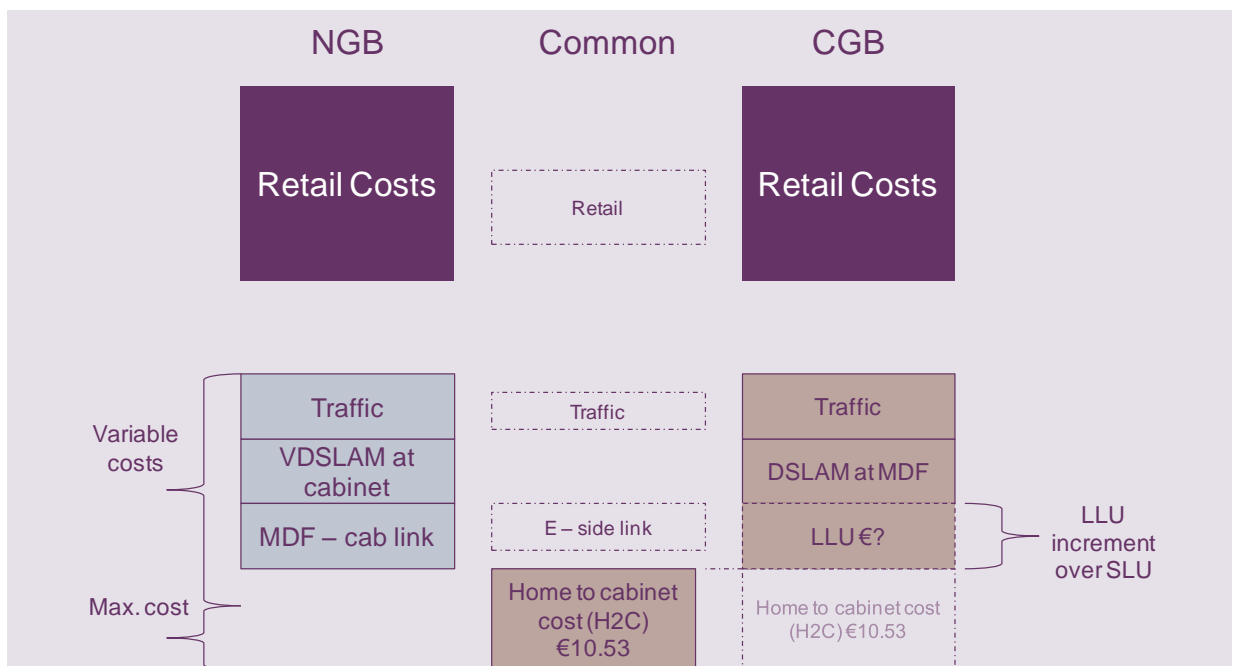 NGB Common CGB
Retail Costs
Retail
Retail Costs
Variable
costs
Traffic
Traffic
Traffic
VDSLAM at
cabinet
DSLAM at MDF
MDF – cab link
E – side link
LLU €?
LLU
increment
over SLU
Max. cost
Home to cabinet
cost (H2C)
€10.53
Home to cabinet cost
(H2C) €10.53